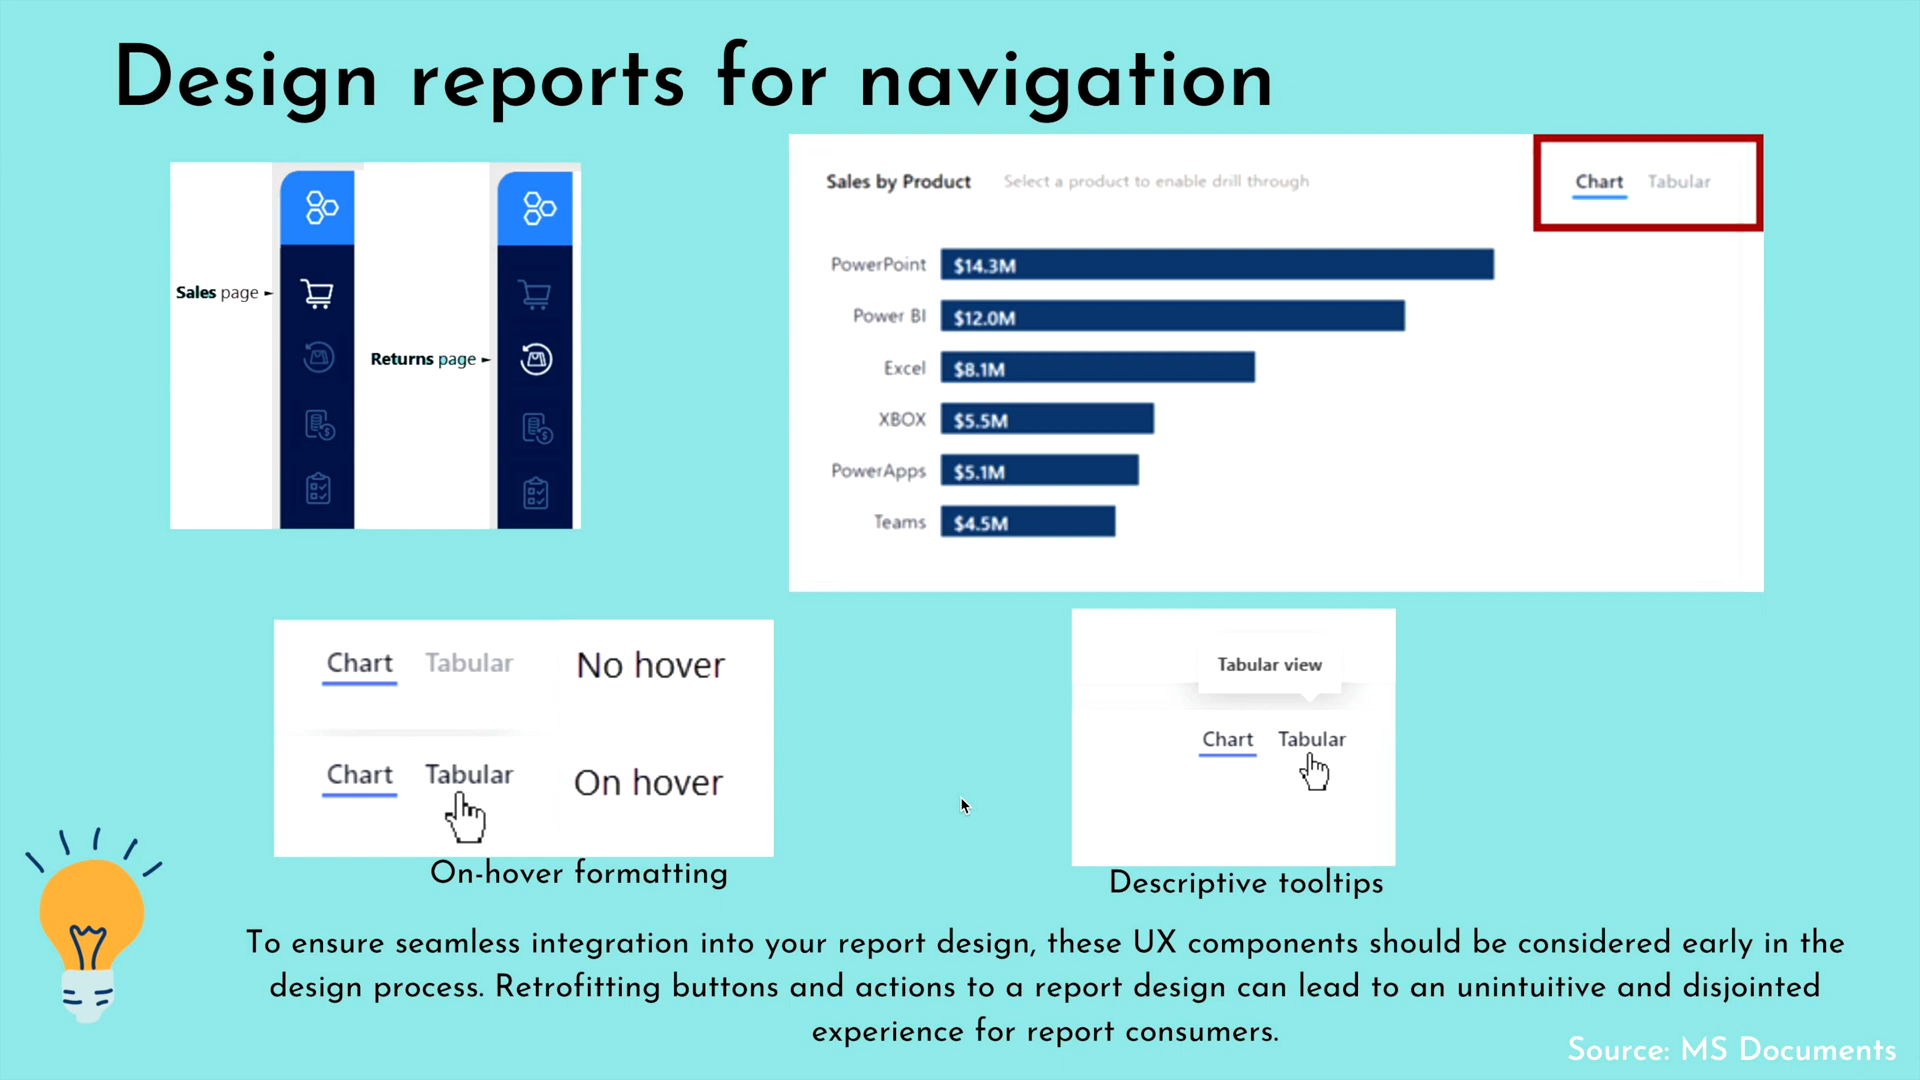 Design reports for navigation
Sales page
Returns page
Sales by Product Select a product to enable drill through Chart Tabular
PowerPoint $14.3M
Power BI $12.0M
Excel $8.1M
XBOX $5.5M
PowerApps $5.1M
Teams $4.5M
Chart Tabular No hover
Chart Tabular On hover
On-hover formatting
Tabular view
Chart Tabular
Descriptive tooltips
To ensure seamless integration into your report design, these UX components should be considered early in the
design process. Retrofitting buttons and actions to a report design can lead to an unintuitive and disjointed
experience for report consumers.
Source: MS Documents